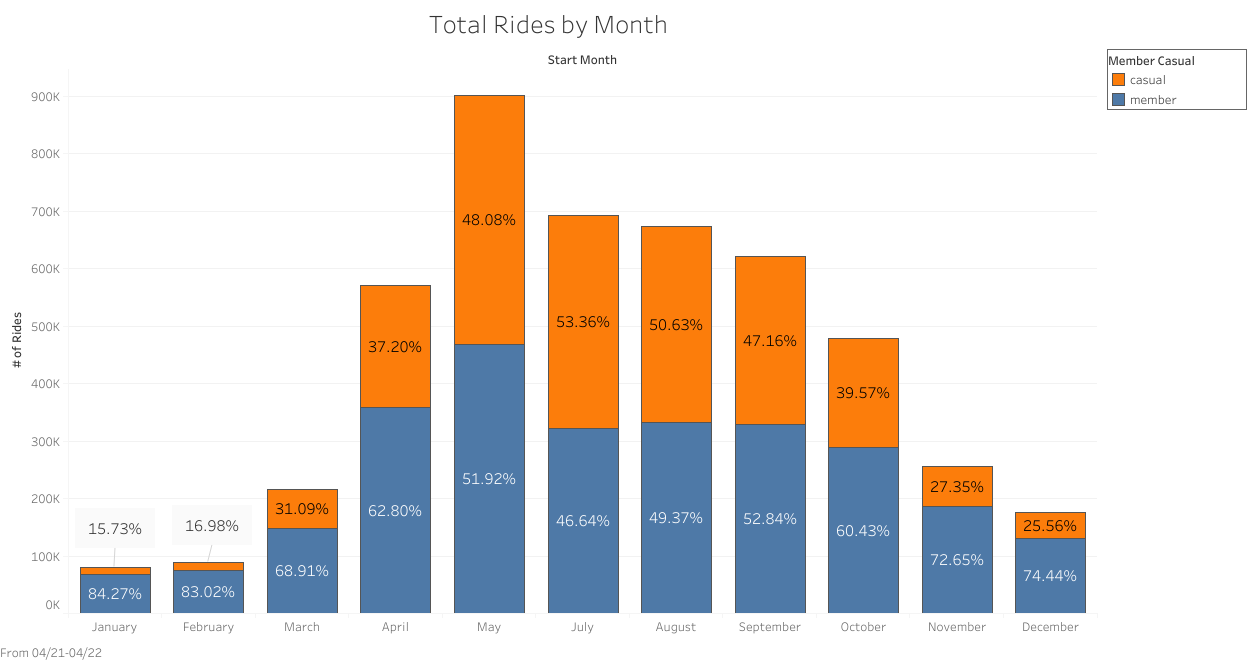 Total Rides by Month
Start Month
Member Casual
casual
member
# of Rides
900K
800K
700K
600K
500K
400K
300K
200K
100K
0K
15.73%
84.27%
16.98%
83.02%
31.09%
68.91%
37.20%
62.80%
48.08%
51.92%
53.36%
46.64%
50.63%
49.37%
47.16%
52.84%
39.57%
60.43%
27.35%
72.65%
25.56%
74.44%
January February March April May July August September October November December
From 04/21-04/22